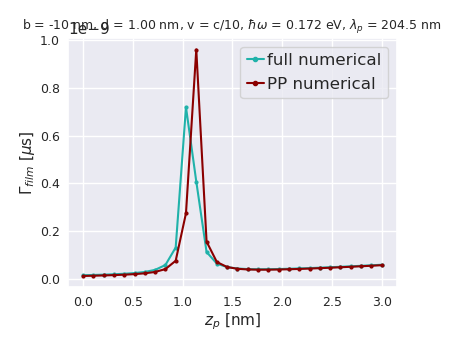 b = -10 nm, d = 1.00 nm, v = c/10, ℏω = 0.172 eV, λₚ = 204.5 nm
1e−9
1.0
0.8
0.6
0.4
0.2
0.0
Γ_film [μs]
full numerical
PP numerical
0.0 0.5 1.0 1.5 2.0 2.5 3.0
zₚ [nm]